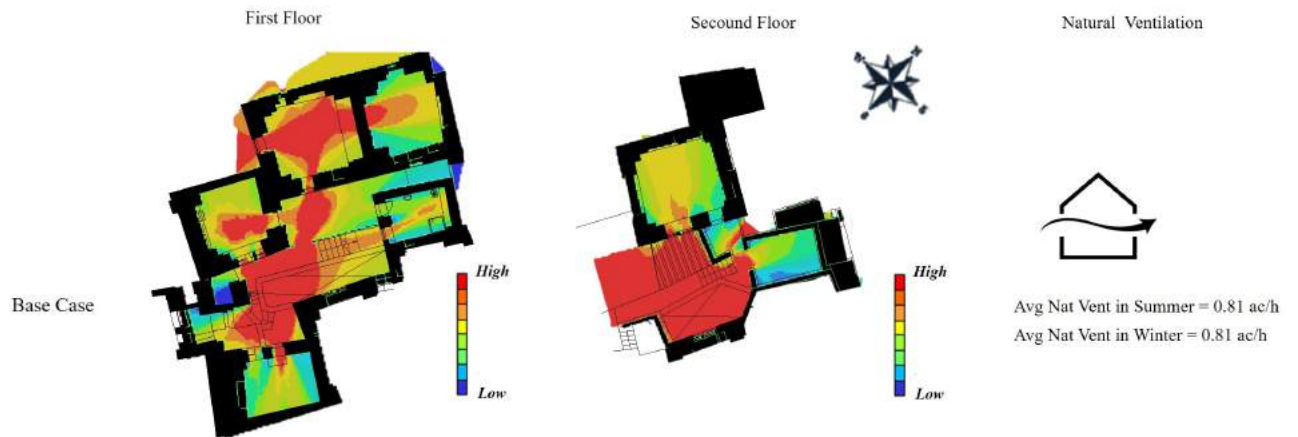 First Floor
Secound Floor
Natural Ventilation
Base Case
High
Low
High
Low
Avg Nat Vent in Summer = 0.81 ac/h
Avg Nat Vent in Winter = 0.81 ac/h